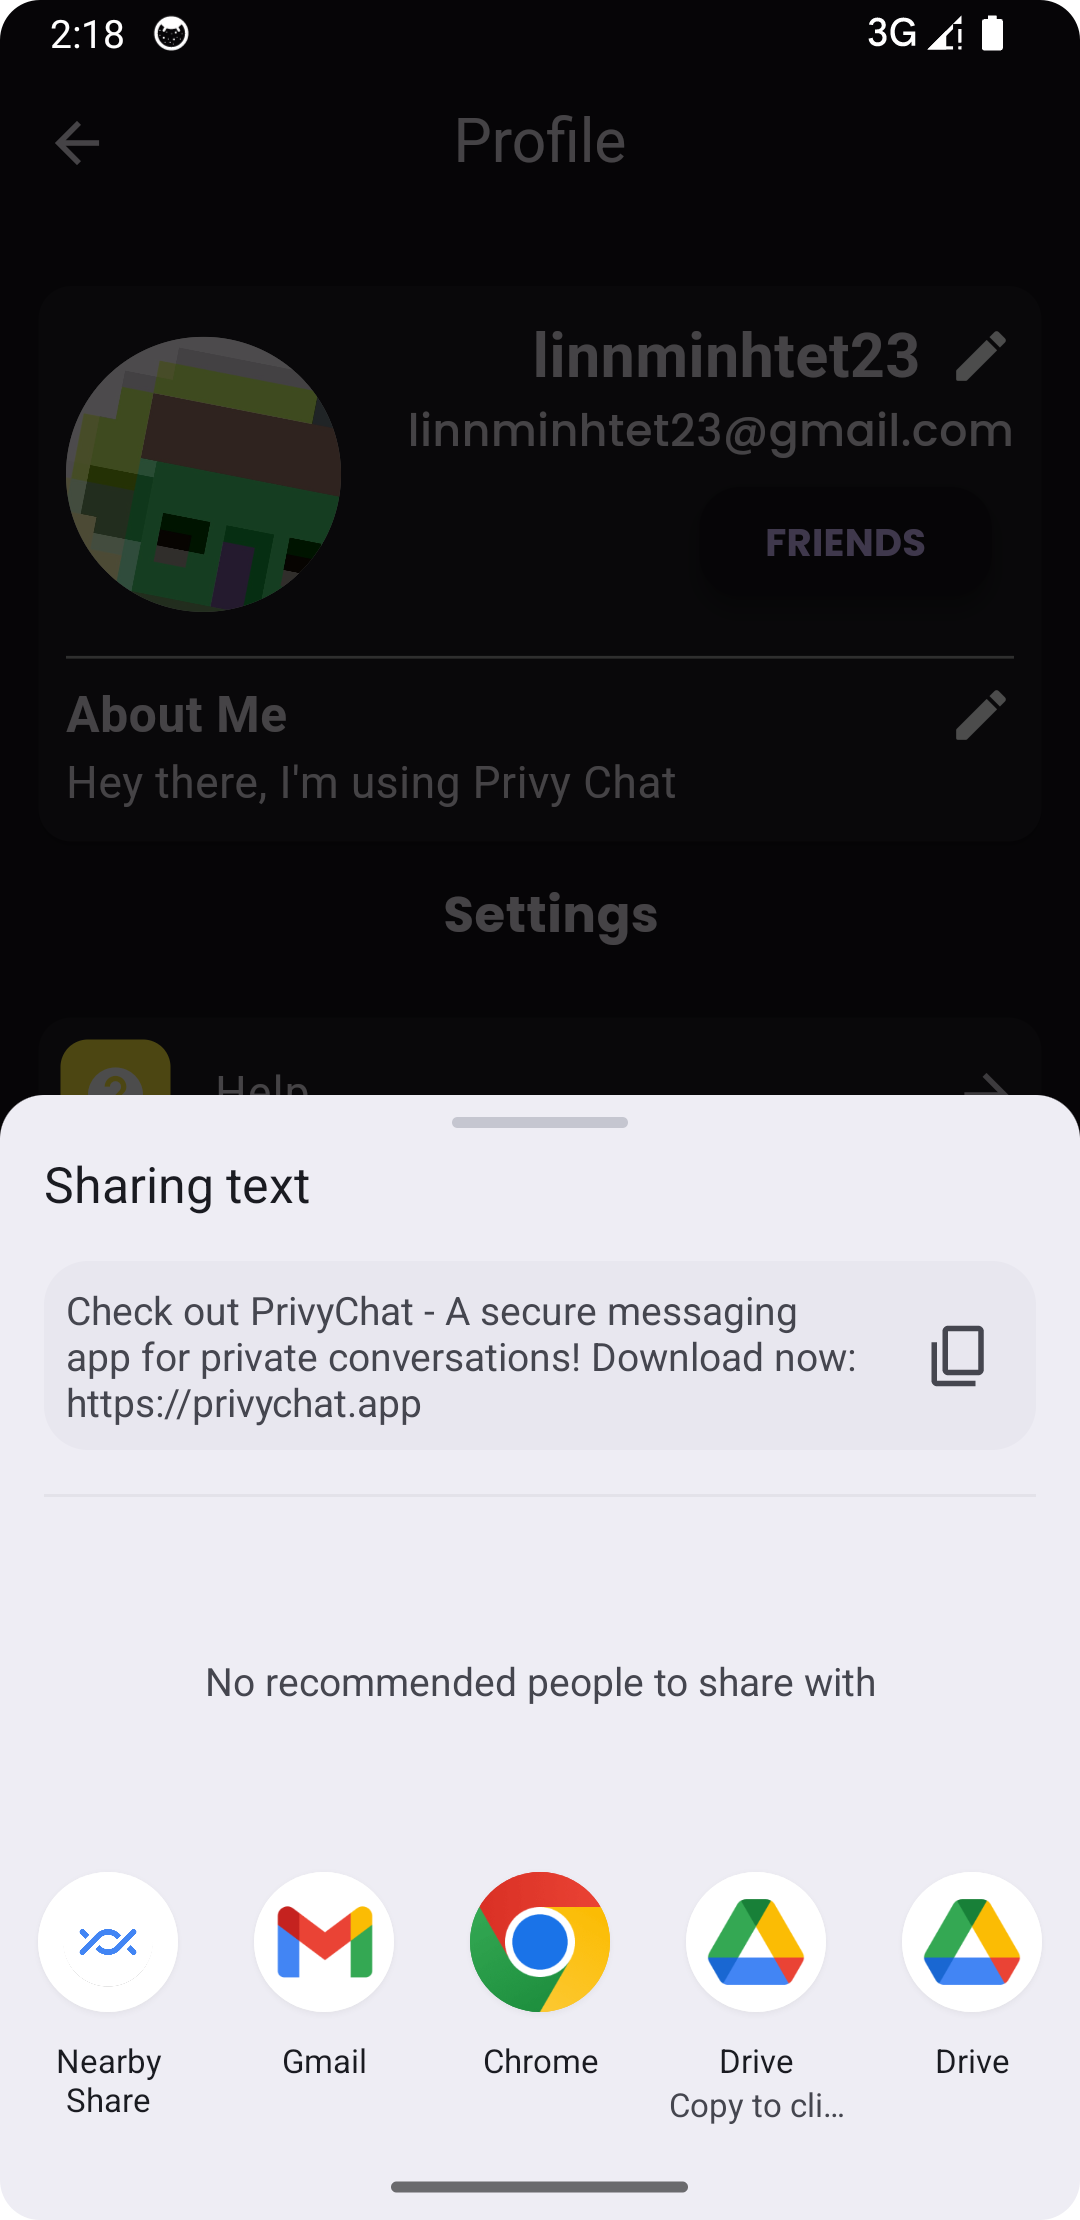 2:18
3G
Profile
linnminhtet23
linnminhtet23@gmail.com
FRIENDS
About Me
Hey there, I'm using Privy Chat
Settings
Help
Sharing text
Check out PrivyChat - A secure messaging
app for private conversations! Download now:
https://privychat.app
No recommended people to share with
Nearby
Share
Gmail
Chrome
Drive
Copy to cli...
Drive